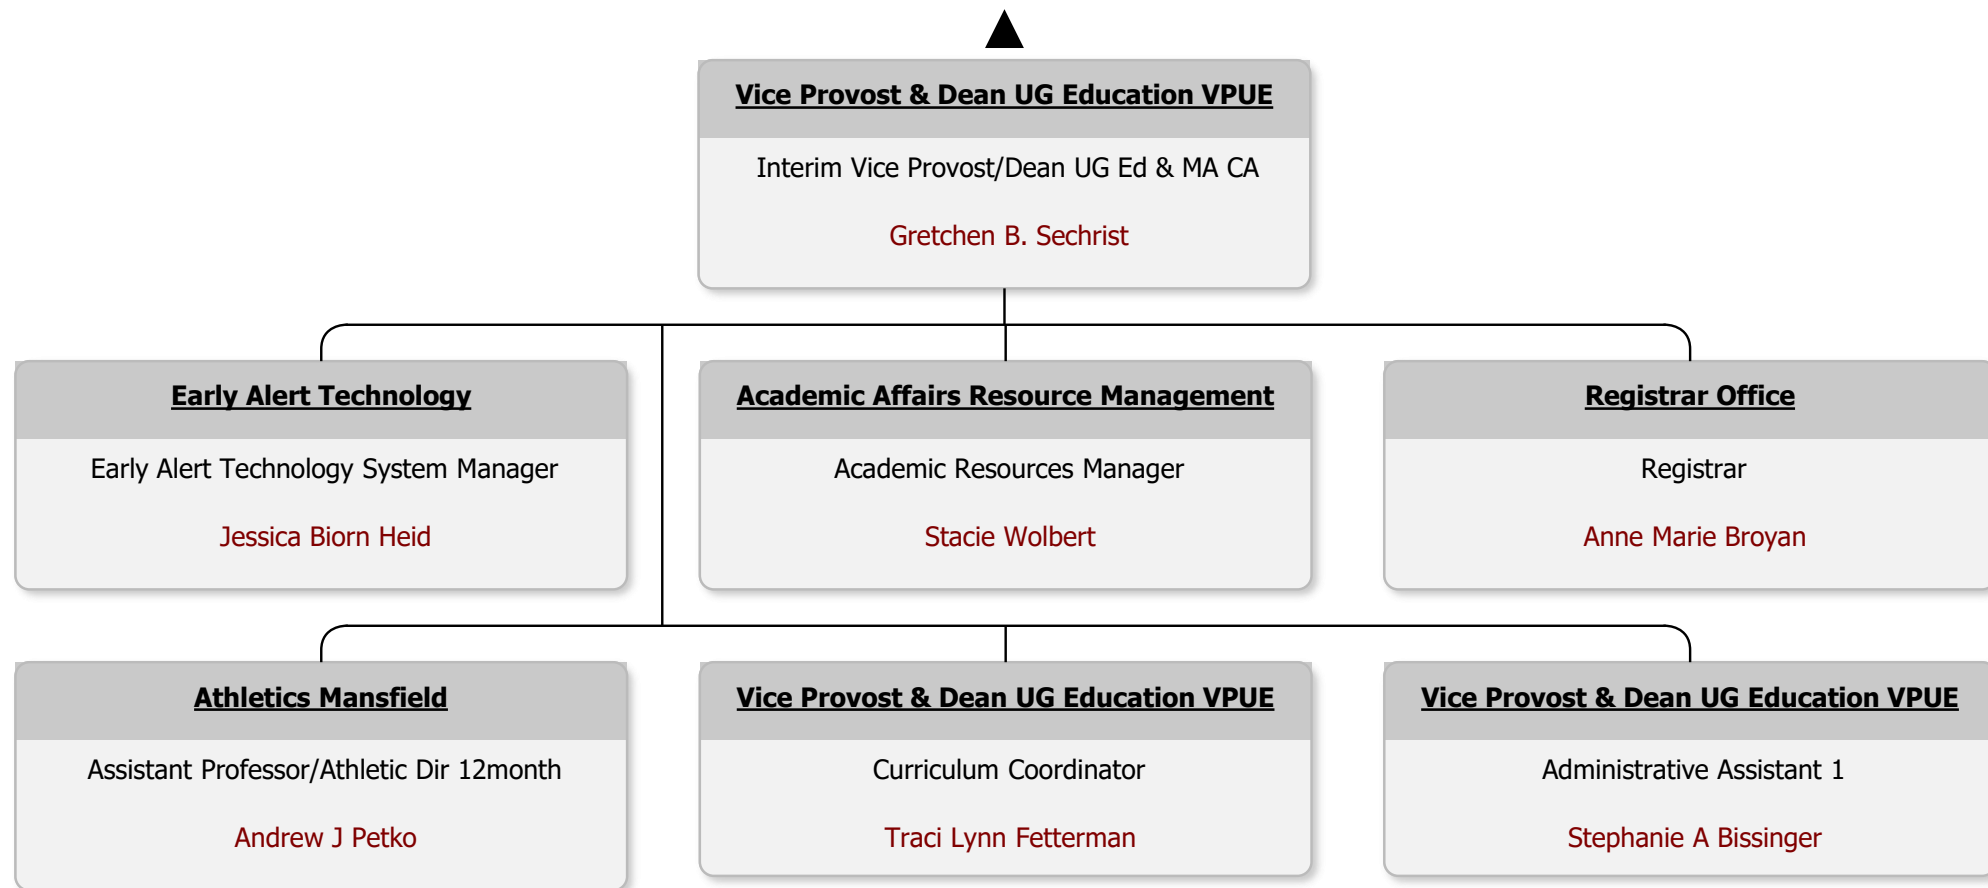 Vice Provost & Dean UG Education VPUE
Interim Vice Provost/Dean UG Ed & MA CA
Gretchen B. Sechrist
Early Alert Technology
Early Alert Technology System Manager
Jessica Biorn Heid
Academic Affairs Resource Management
Academic Resources Manager
Stacie Wolbert
Registrar Office
Registrar
Anne Marie Broyan
Athletics Mansfield
Assistant Professor/Athletic Dir 12month
Andrew J Petko
Vice Provost & Dean UG Education VPUE
Curriculum Coordinator
Traci Lynn Fetterman
Vice Provost & Dean UG Education VPUE
Administrative Assistant 1
Stephanie A Bissinger